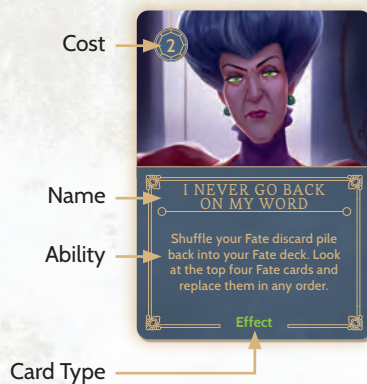 Cost
2
Name
I NEVER GO BACK
ON MY WORD
Ability
Shuffle your Fate discard pile
back into your Fate deck. Look
at the top four Fate cards and
replace them in any order.
Effect
Card Type